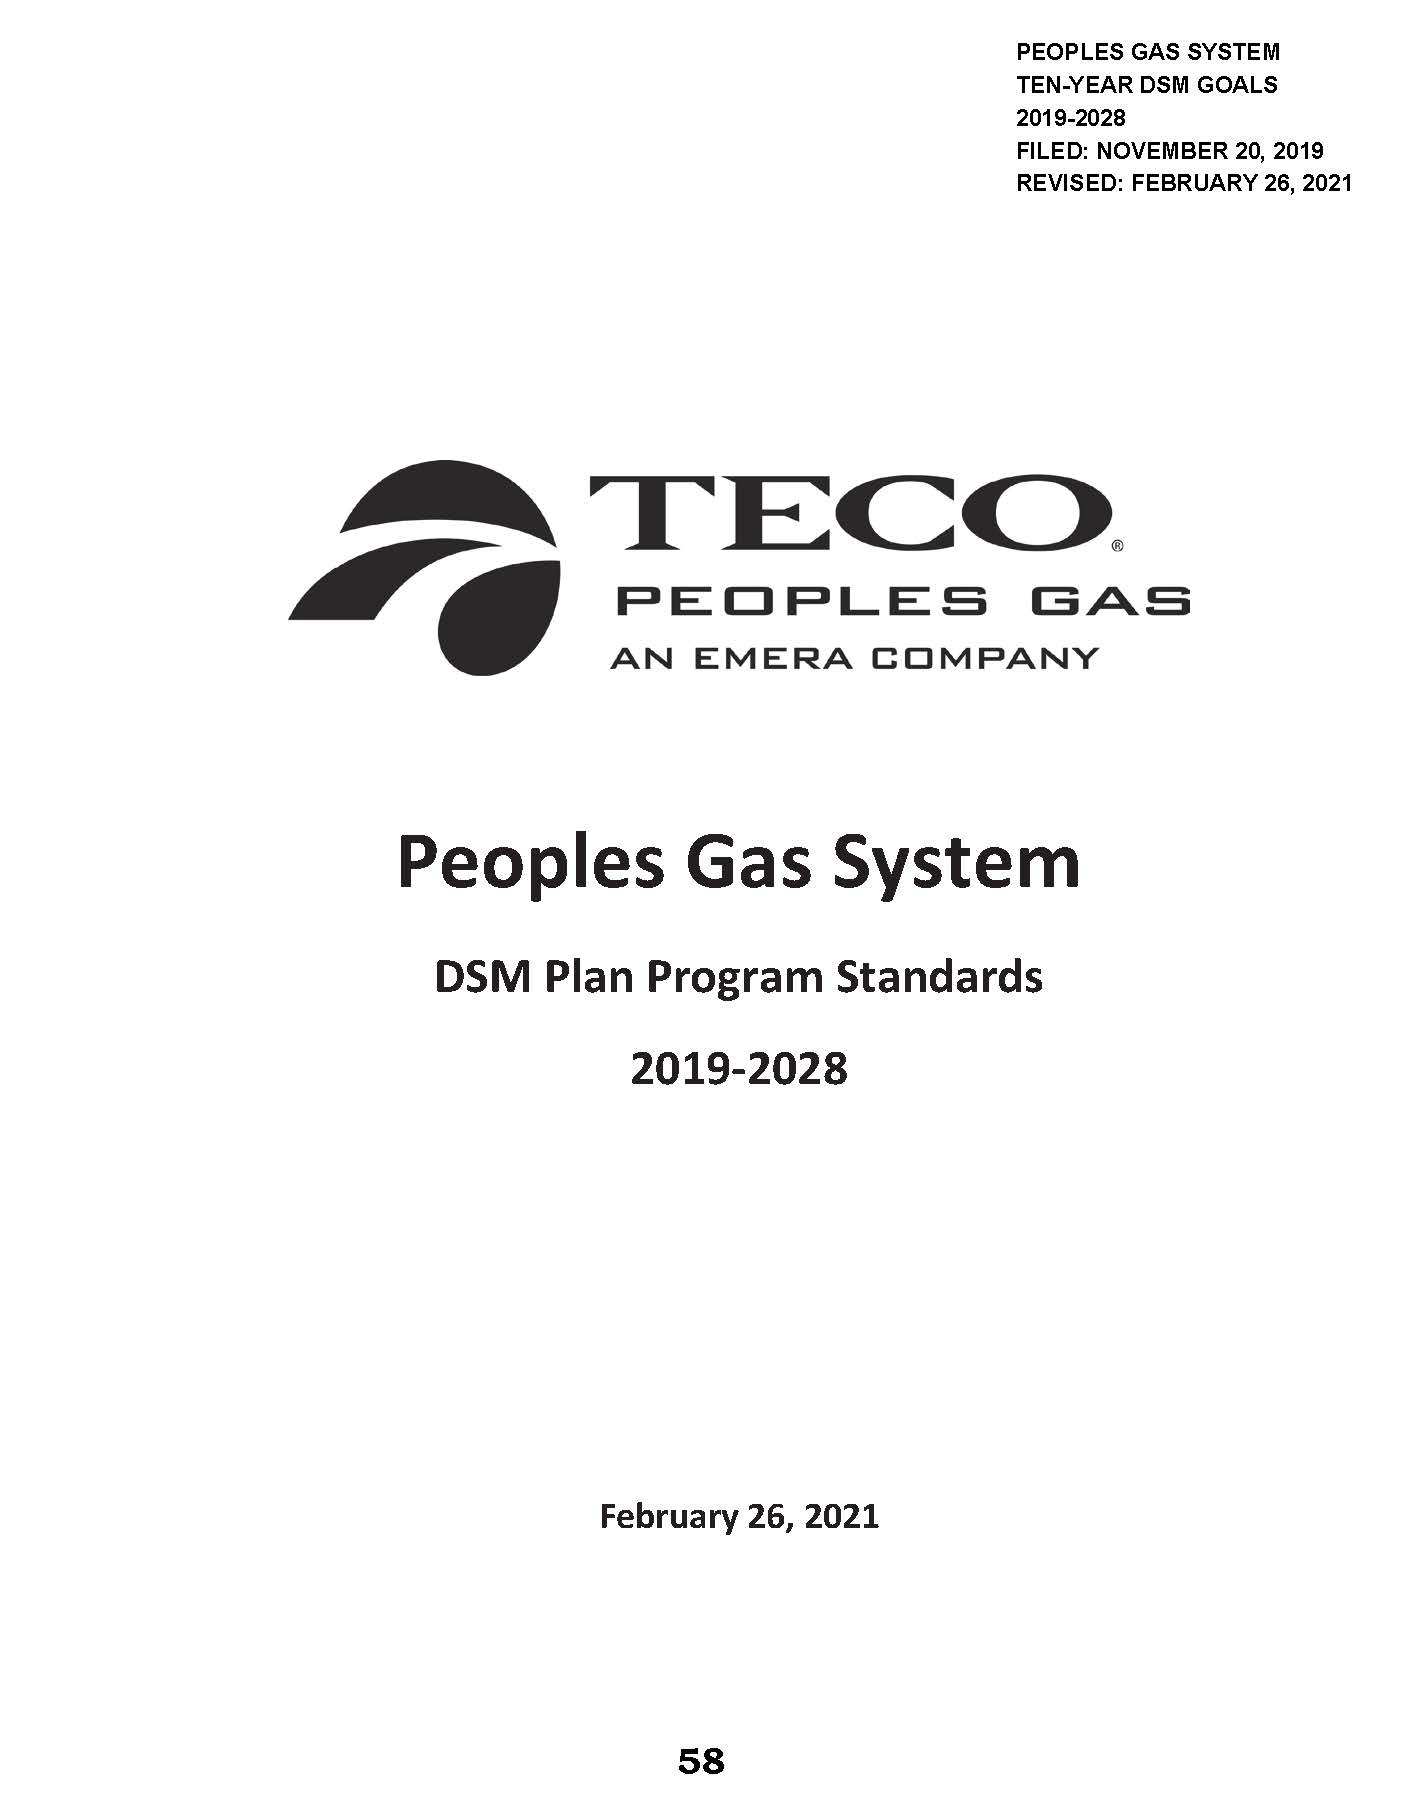 PEOPLES GAS SYSTEM
TEN-YEAR DSM GOALS
2019-2028
FILED: NOVEMBER 20, 2019
REVISED: FEBRUARY 26, 2021
TECO®
PEOPLES GAS
AN EMERA COMPANY
Peoples Gas System
DSM Plan Program Standards
2019-2028
February 26, 2021
58